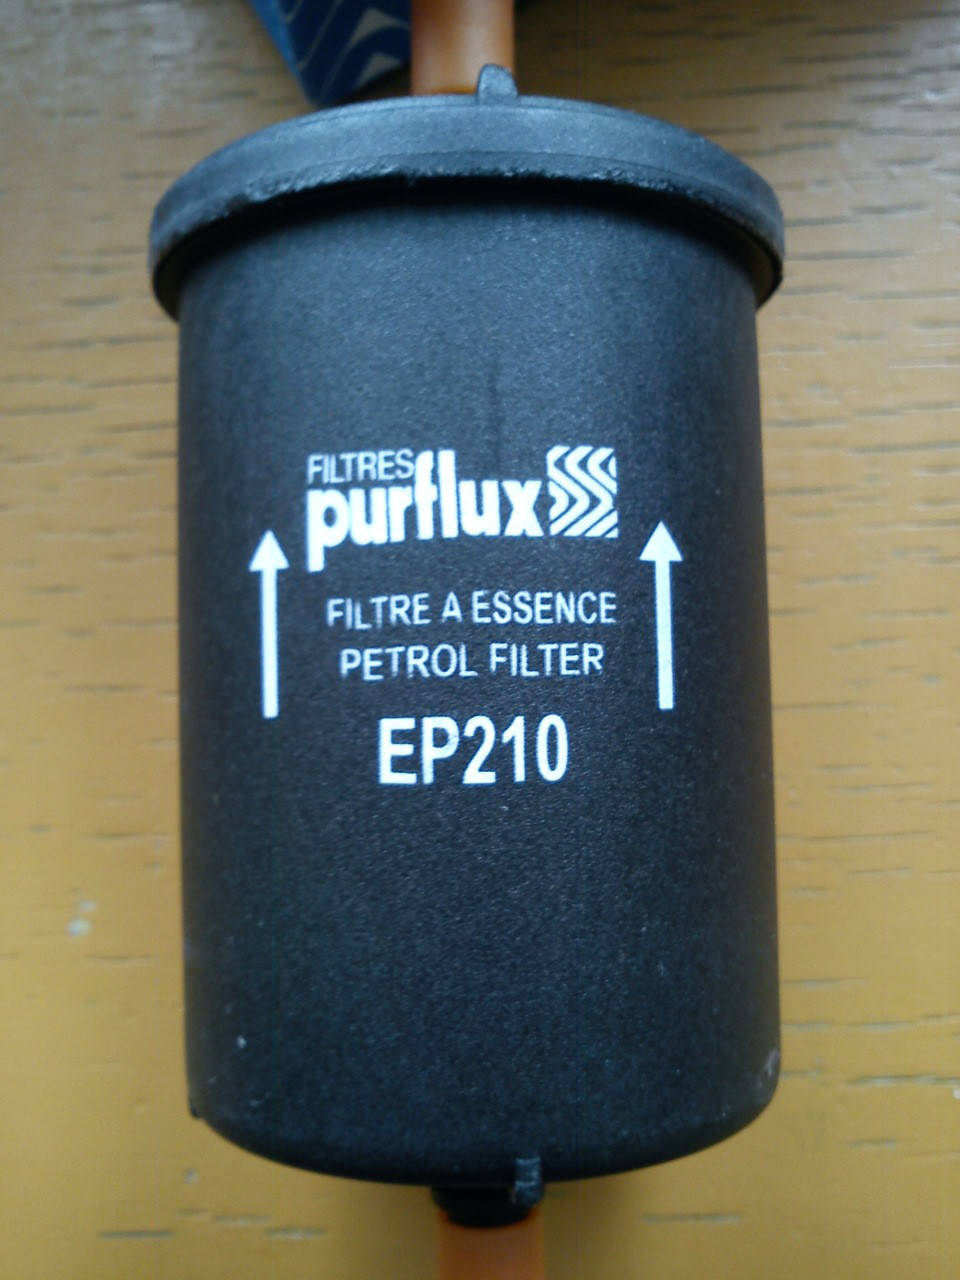 FILTRES
purflux
FILTRE A ESSENCE
PETROL FILTER
EP210